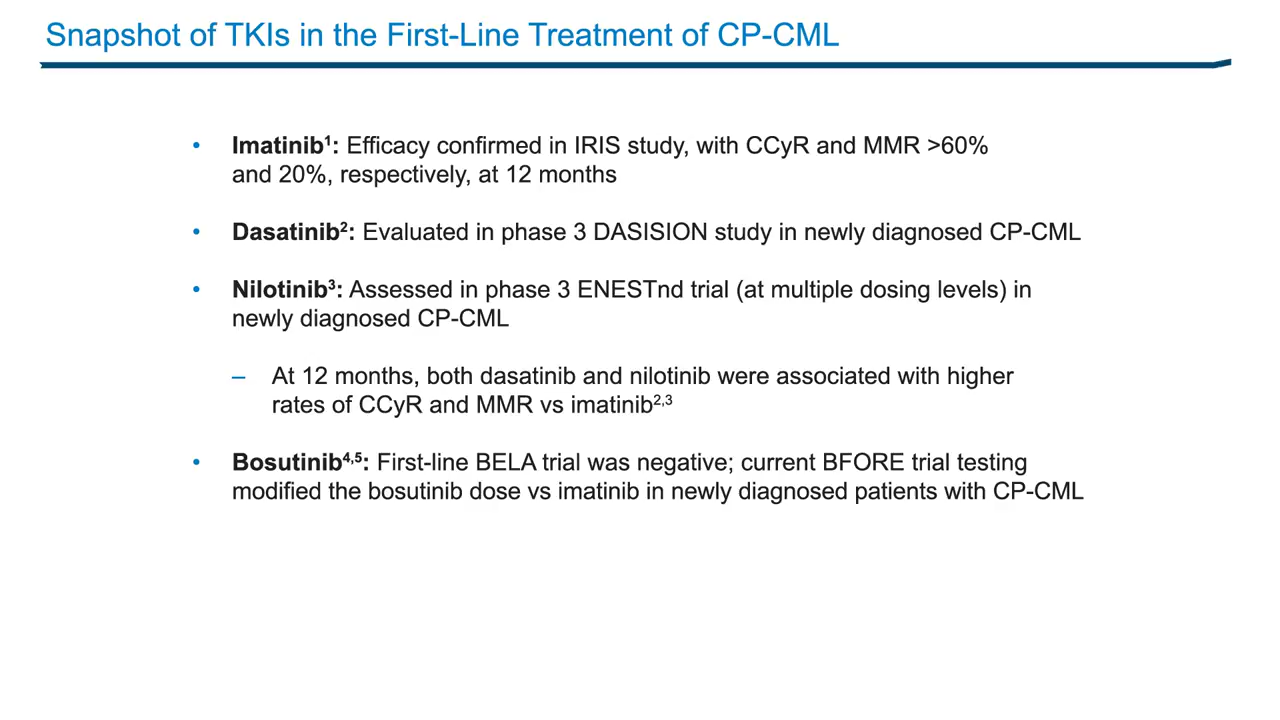 Snapshot of TKIs in the First-Line Treatment of CP-CML
• Imatinib¹: Efficacy confirmed in IRIS study, with CCyR and MMR >60%
and 20%, respectively, at 12 months
• Dasatinib²: Evaluated in phase 3 DASISION study in newly diagnosed CP-CML
• Nilotinib³: Assessed in phase 3 ENESTnd trial (at multiple dosing levels) in
newly diagnosed CP-CML
– At 12 months, both dasatinib and nilotinib were associated with higher
rates of CCyR and MMR vs imatinib²,³
• Bosutinib⁴,⁵: First-line BELA trial was negative; current BFORE trial testing
modified the bosutinib dose vs imatinib in newly diagnosed patients with CP-CML